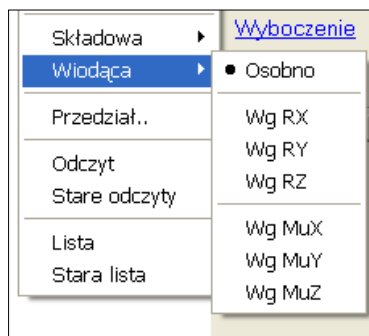 Składowa
Wiodąca
Przedział..
Odczyt
Stare odczyty
Lista
Stara lista
Wyboczenie
Osobno
Wg RX
Wg RY
Wg RZ
Wg MuX
Wg MuY
Wg MuZ